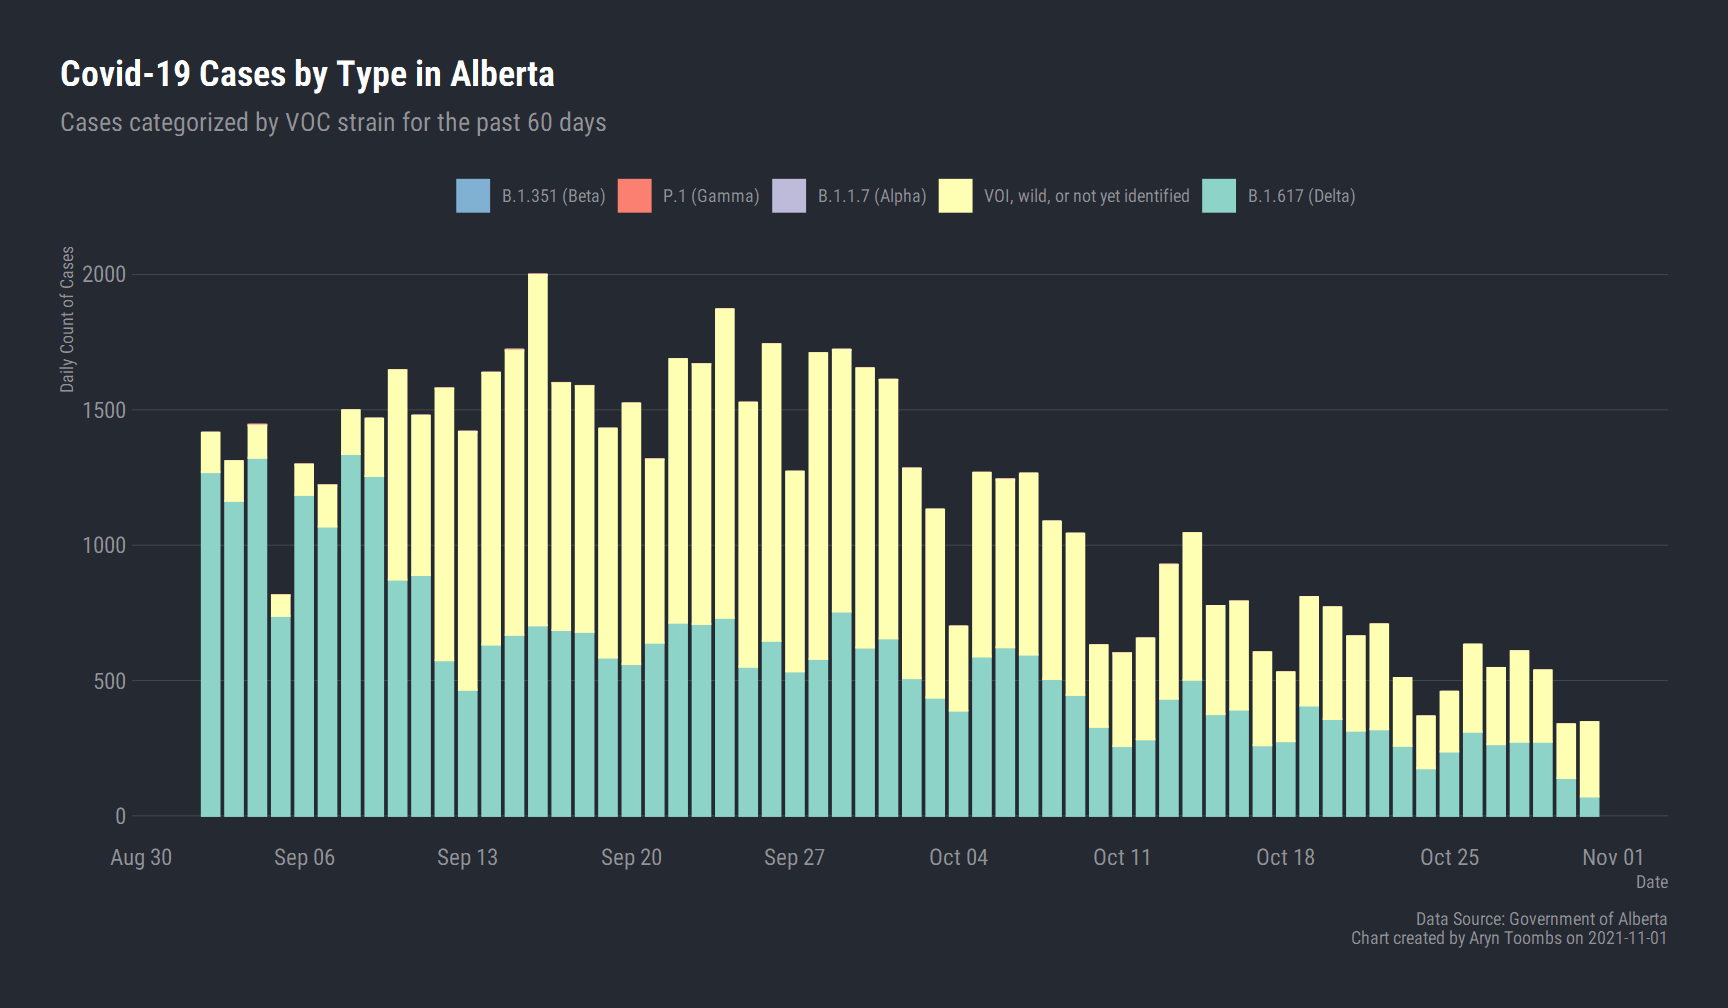 Covid-19 Cases by Type in Alberta
Cases categorized by VOC strain for the past 60 days
B.1.351 (Beta) P.1 (Gamma) B.1.1.7 (Alpha) VOI, wild, or not yet identified B.1.617 (Delta)
Daily Count of Cases
2000
1500
1000
500
0
Aug 30 Sep 06 Sep 13 Sep 20 Sep 27 Oct 04 Oct 11 Oct 18 Oct 25 Nov 01
Date
Data Source: Government of Alberta
Chart created by Aryn Toombs on 2021-11-01